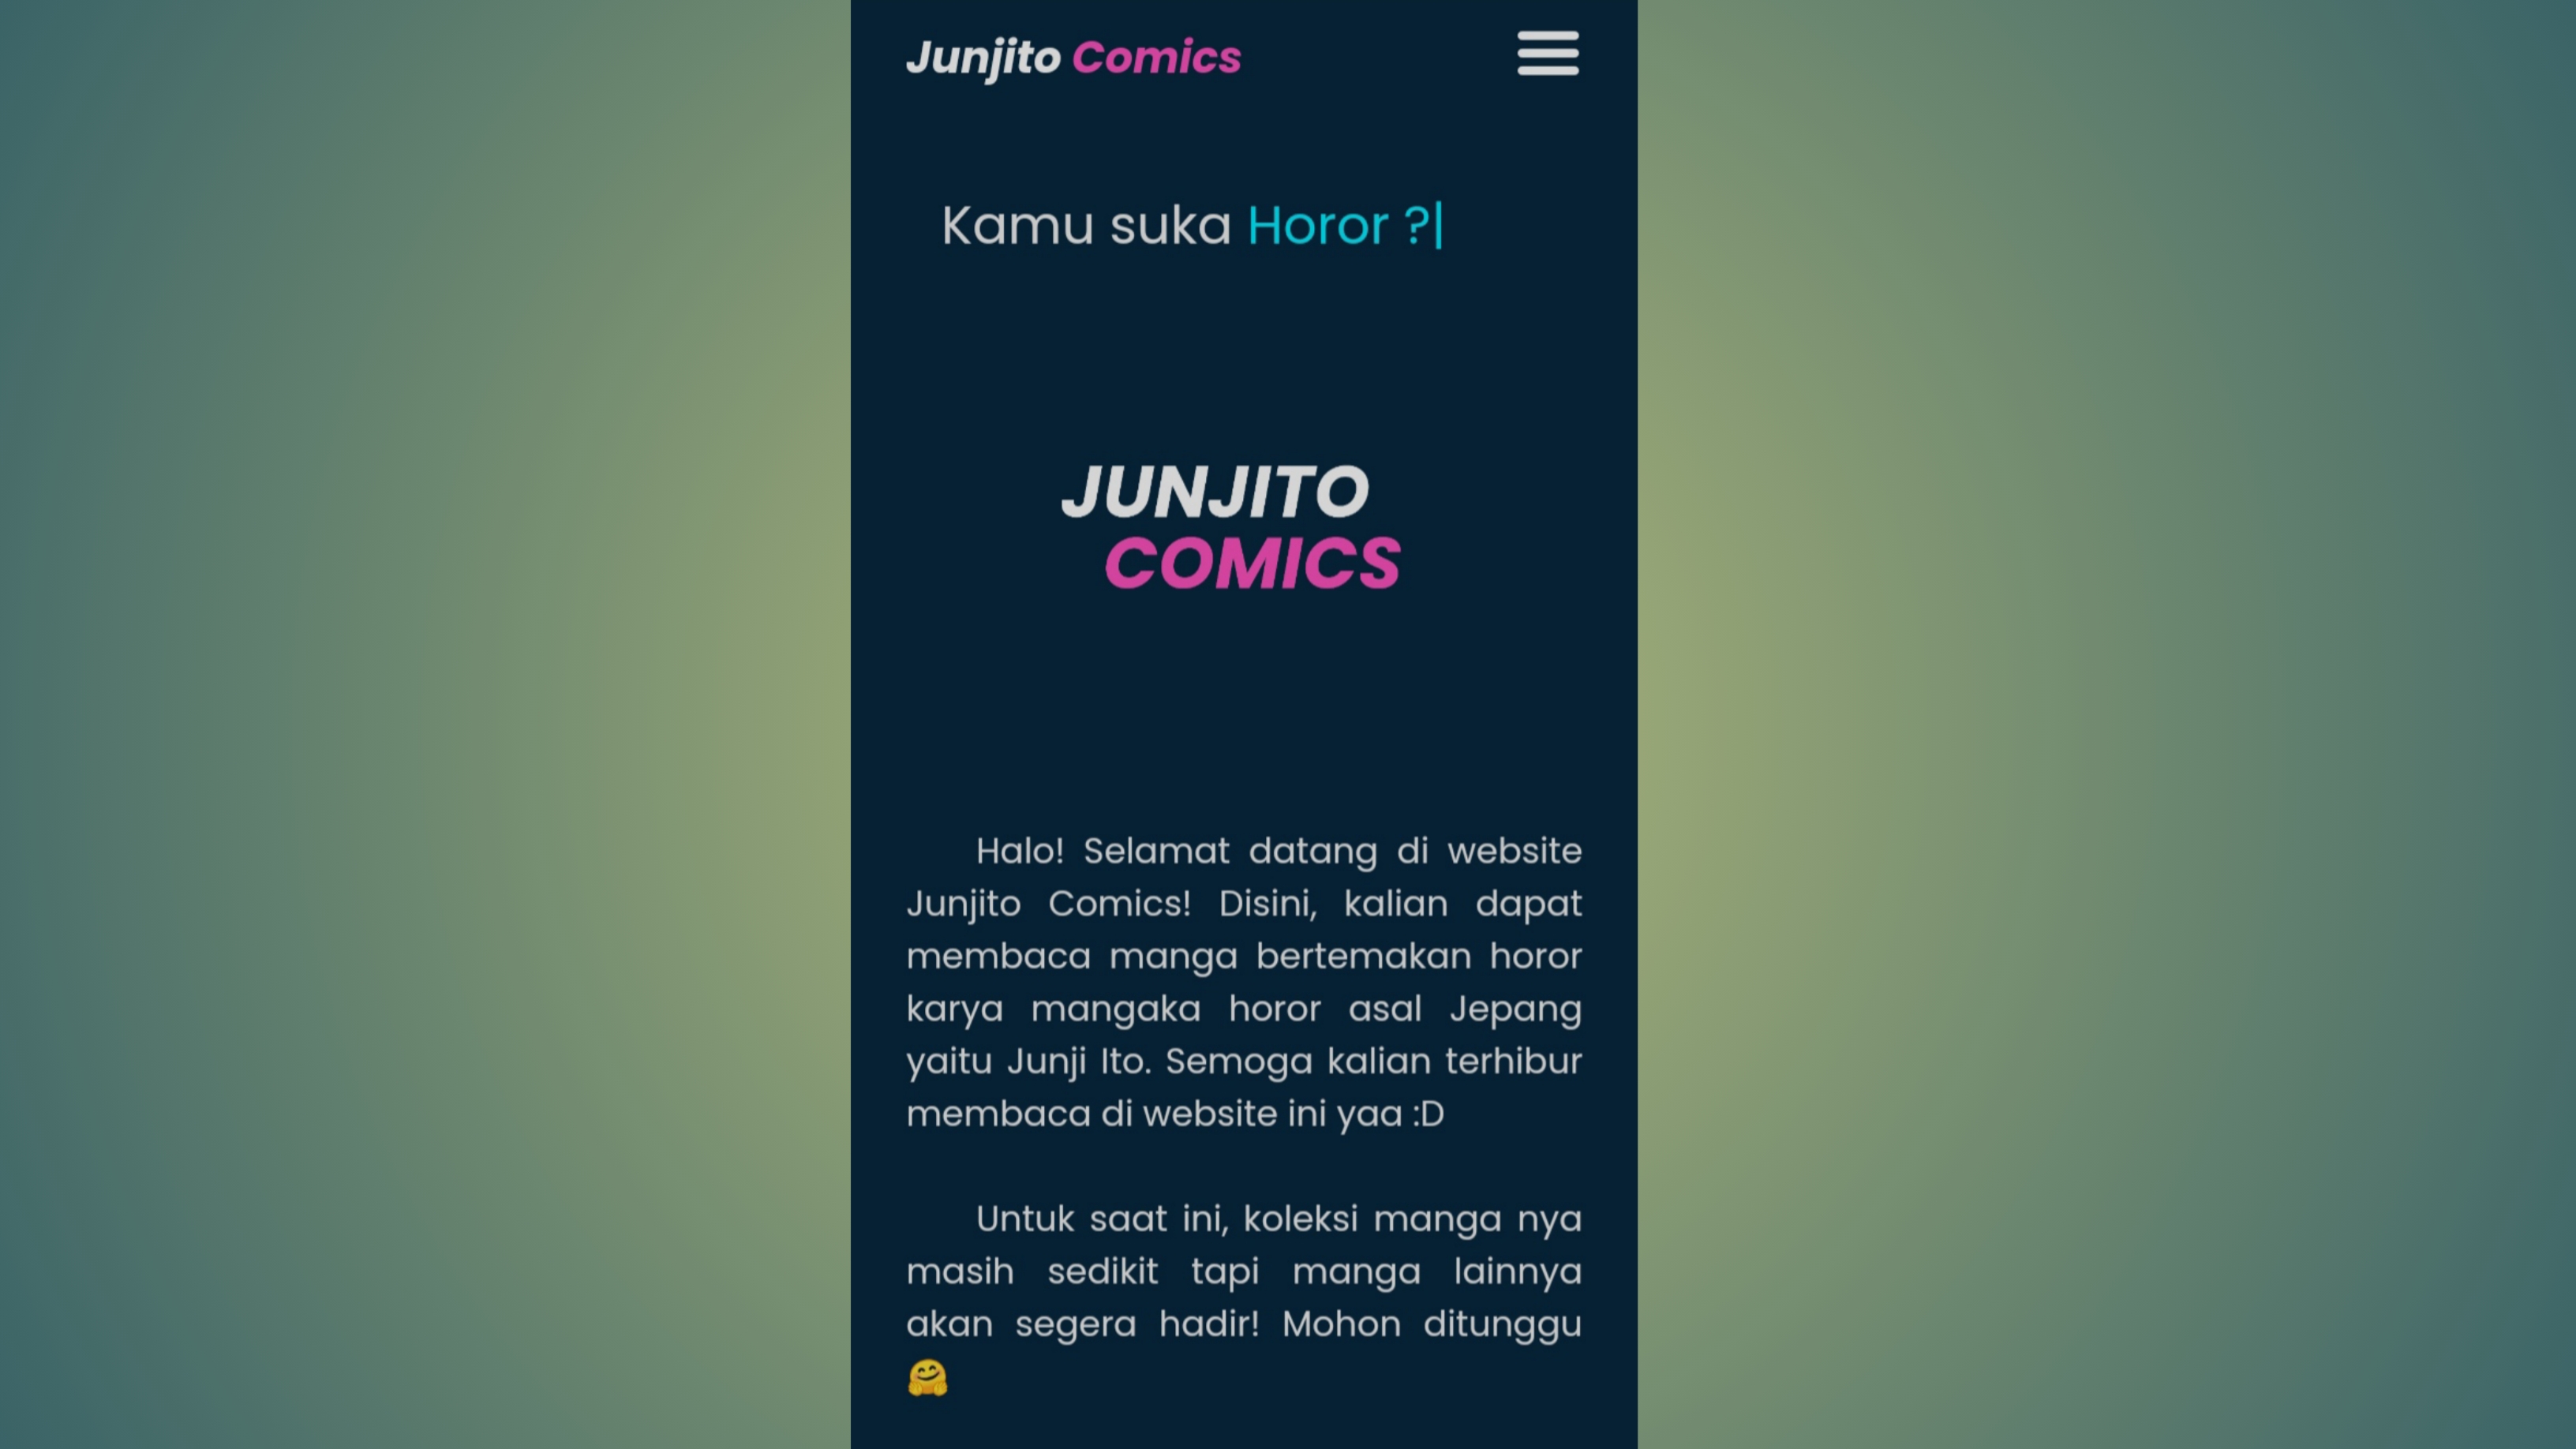 Junjito Comics
Kamu suka Horor ?|
JUNJITO
COMICS
Halo! Selamat datang di website
Junjito Comics! Disini, kalian dapat
membaca manga bertemakan horor
karya mangaka horor asal Jepang
yaitu Junji Ito. Semoga kalian terhibur
membaca di website ini yaa :D
Untuk saat ini, koleksi manga nya
masih sedikit tapi manga lainnya
akan segera hadir! Mohon ditunggu
🤗